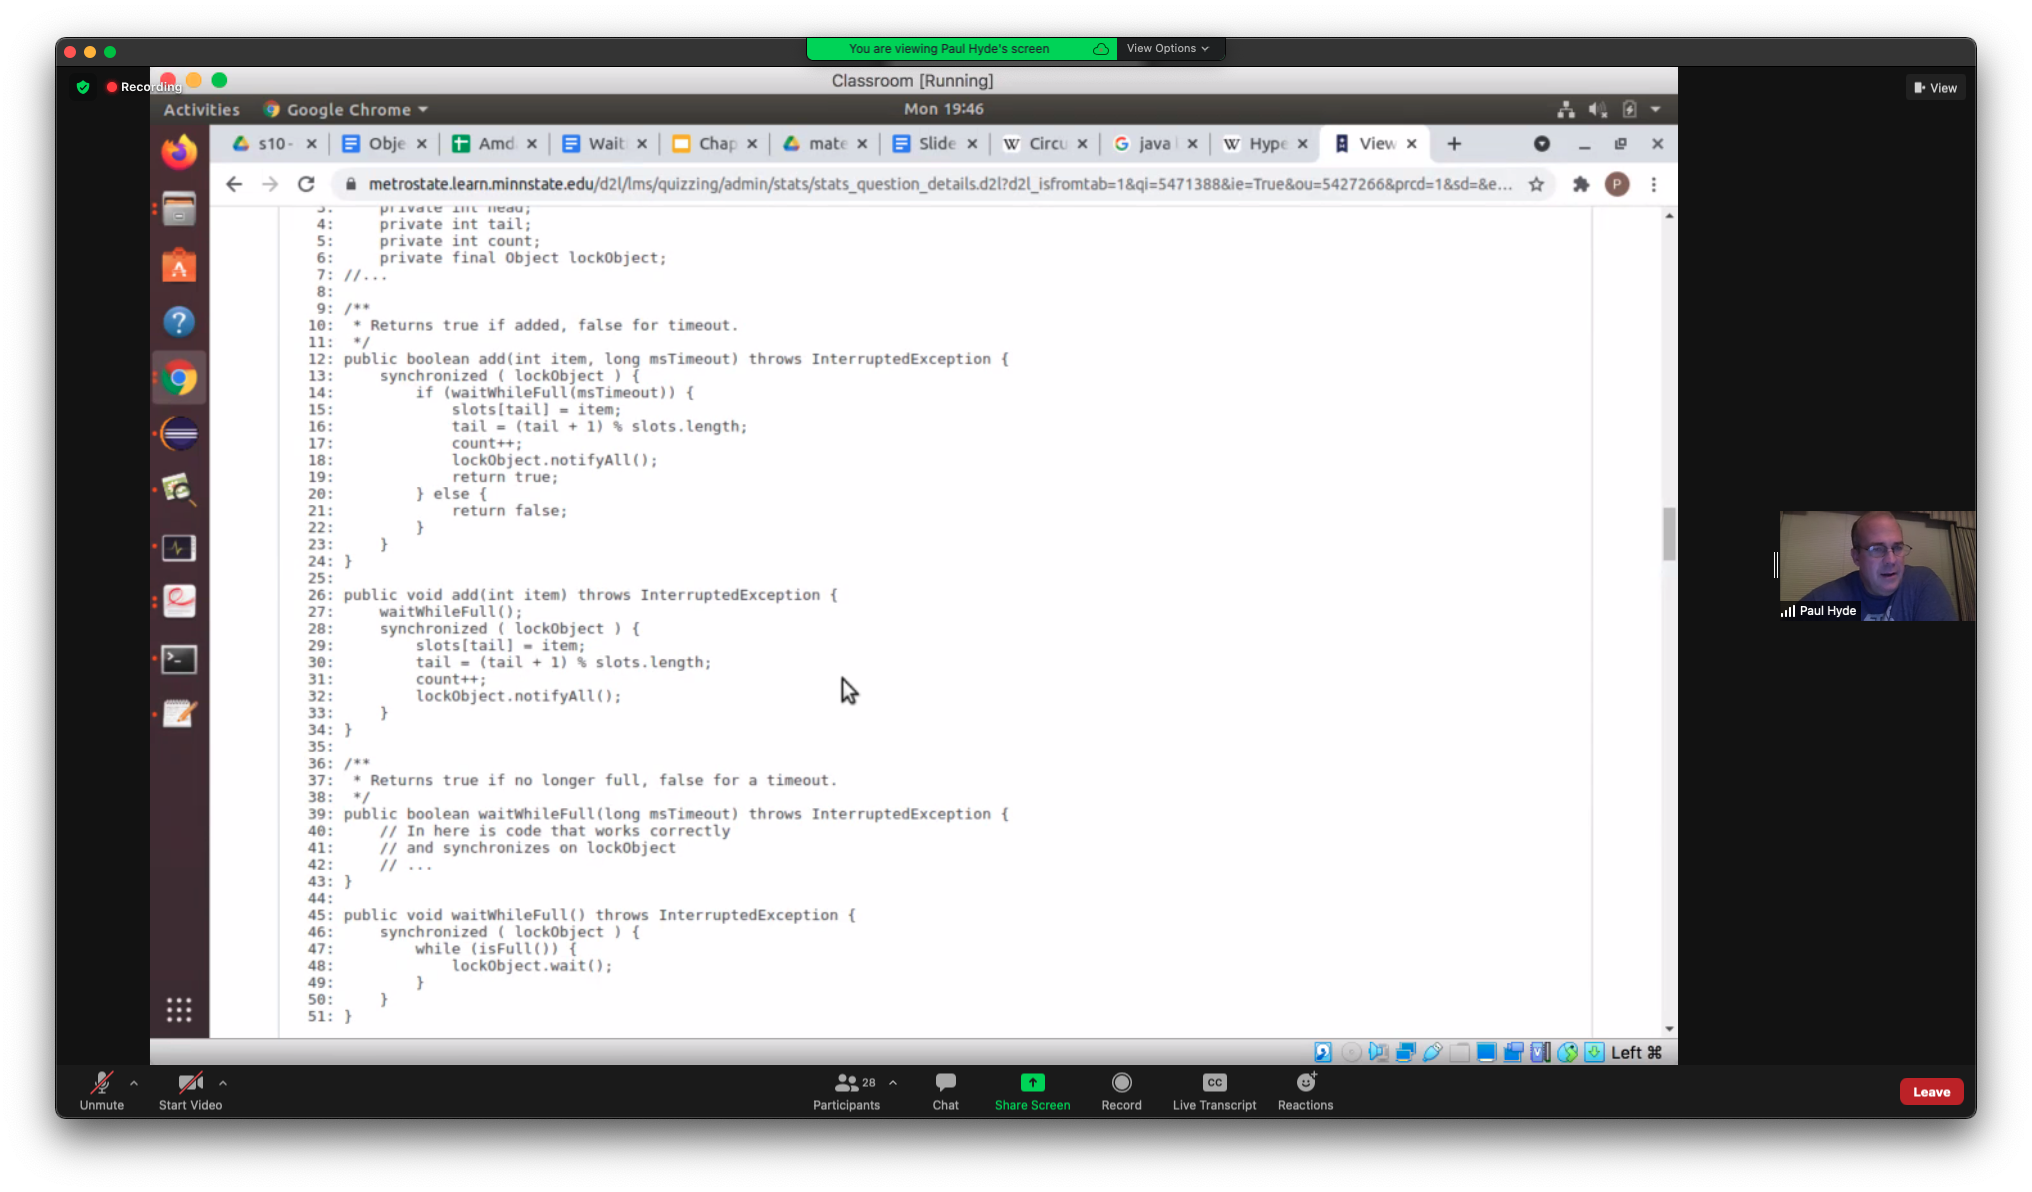 You are viewing Paul Hyde's screen
View Options
Recording
Classroom [Running]
View
Activities
Google Chrome
Mon 19:46
s10-
Obje
Amd
Wait
Chap
mate
Slide
Circu
java
Hype
View
metrostate.learn.minnstate.edu/d2l/lms/quizzing/admin/stats/stats_question_details.d2l?d2l_isfromtab=1&qi=5471388&ie=True&ou=5427266&prcd=1&sd=&e...
P
3:     private int head;
4:     private int tail;
5:     private int count;
6:     private final Object lockObject;
7: //...
8:
9: /**
10:  * Returns true if added, false for timeout.
11:  */
12: public boolean add(int item, long msTimeout) throws InterruptedException {
13:     synchronized ( lockObject ) {
14:         if (waitWhileFull(msTimeout)) {
15:             slots[tail] = item;
16:             tail = (tail + 1) % slots.length;
17:             count++;
18:             lockObject.notifyAll();
19:             return true;
20:         } else {
21:             return false;
22:         }
23:     }
24: }
25:
26: public void add(int item) throws InterruptedException {
27:     waitWhileFull();
28:     synchronized ( lockObject ) {
29:         slots[tail] = item;
30:         tail = (tail + 1) % slots.length;
31:         count++;
32:         lockObject.notifyAll();
33:     }
34: }
35:
36: /**
37:  * Returns true if no longer full, false for a timeout.
38:  */
39: public boolean waitWhileFull(long msTimeout) throws InterruptedException {
40:     // In here is code that works correctly
41:     // and synchronizes on lockObject
42:     // ...
43: }
44:
45: public void waitWhileFull() throws InterruptedException {
46:     synchronized ( lockObject ) {
47:         while (isFull()) {
48:             lockObject.wait();
49:         }
50:     }
51: }
Paul Hyde
Left ⌘
Unmute
Start Video
28
Participants
Chat
Share Screen
Record
CC
Live Transcript
Reactions
Leave